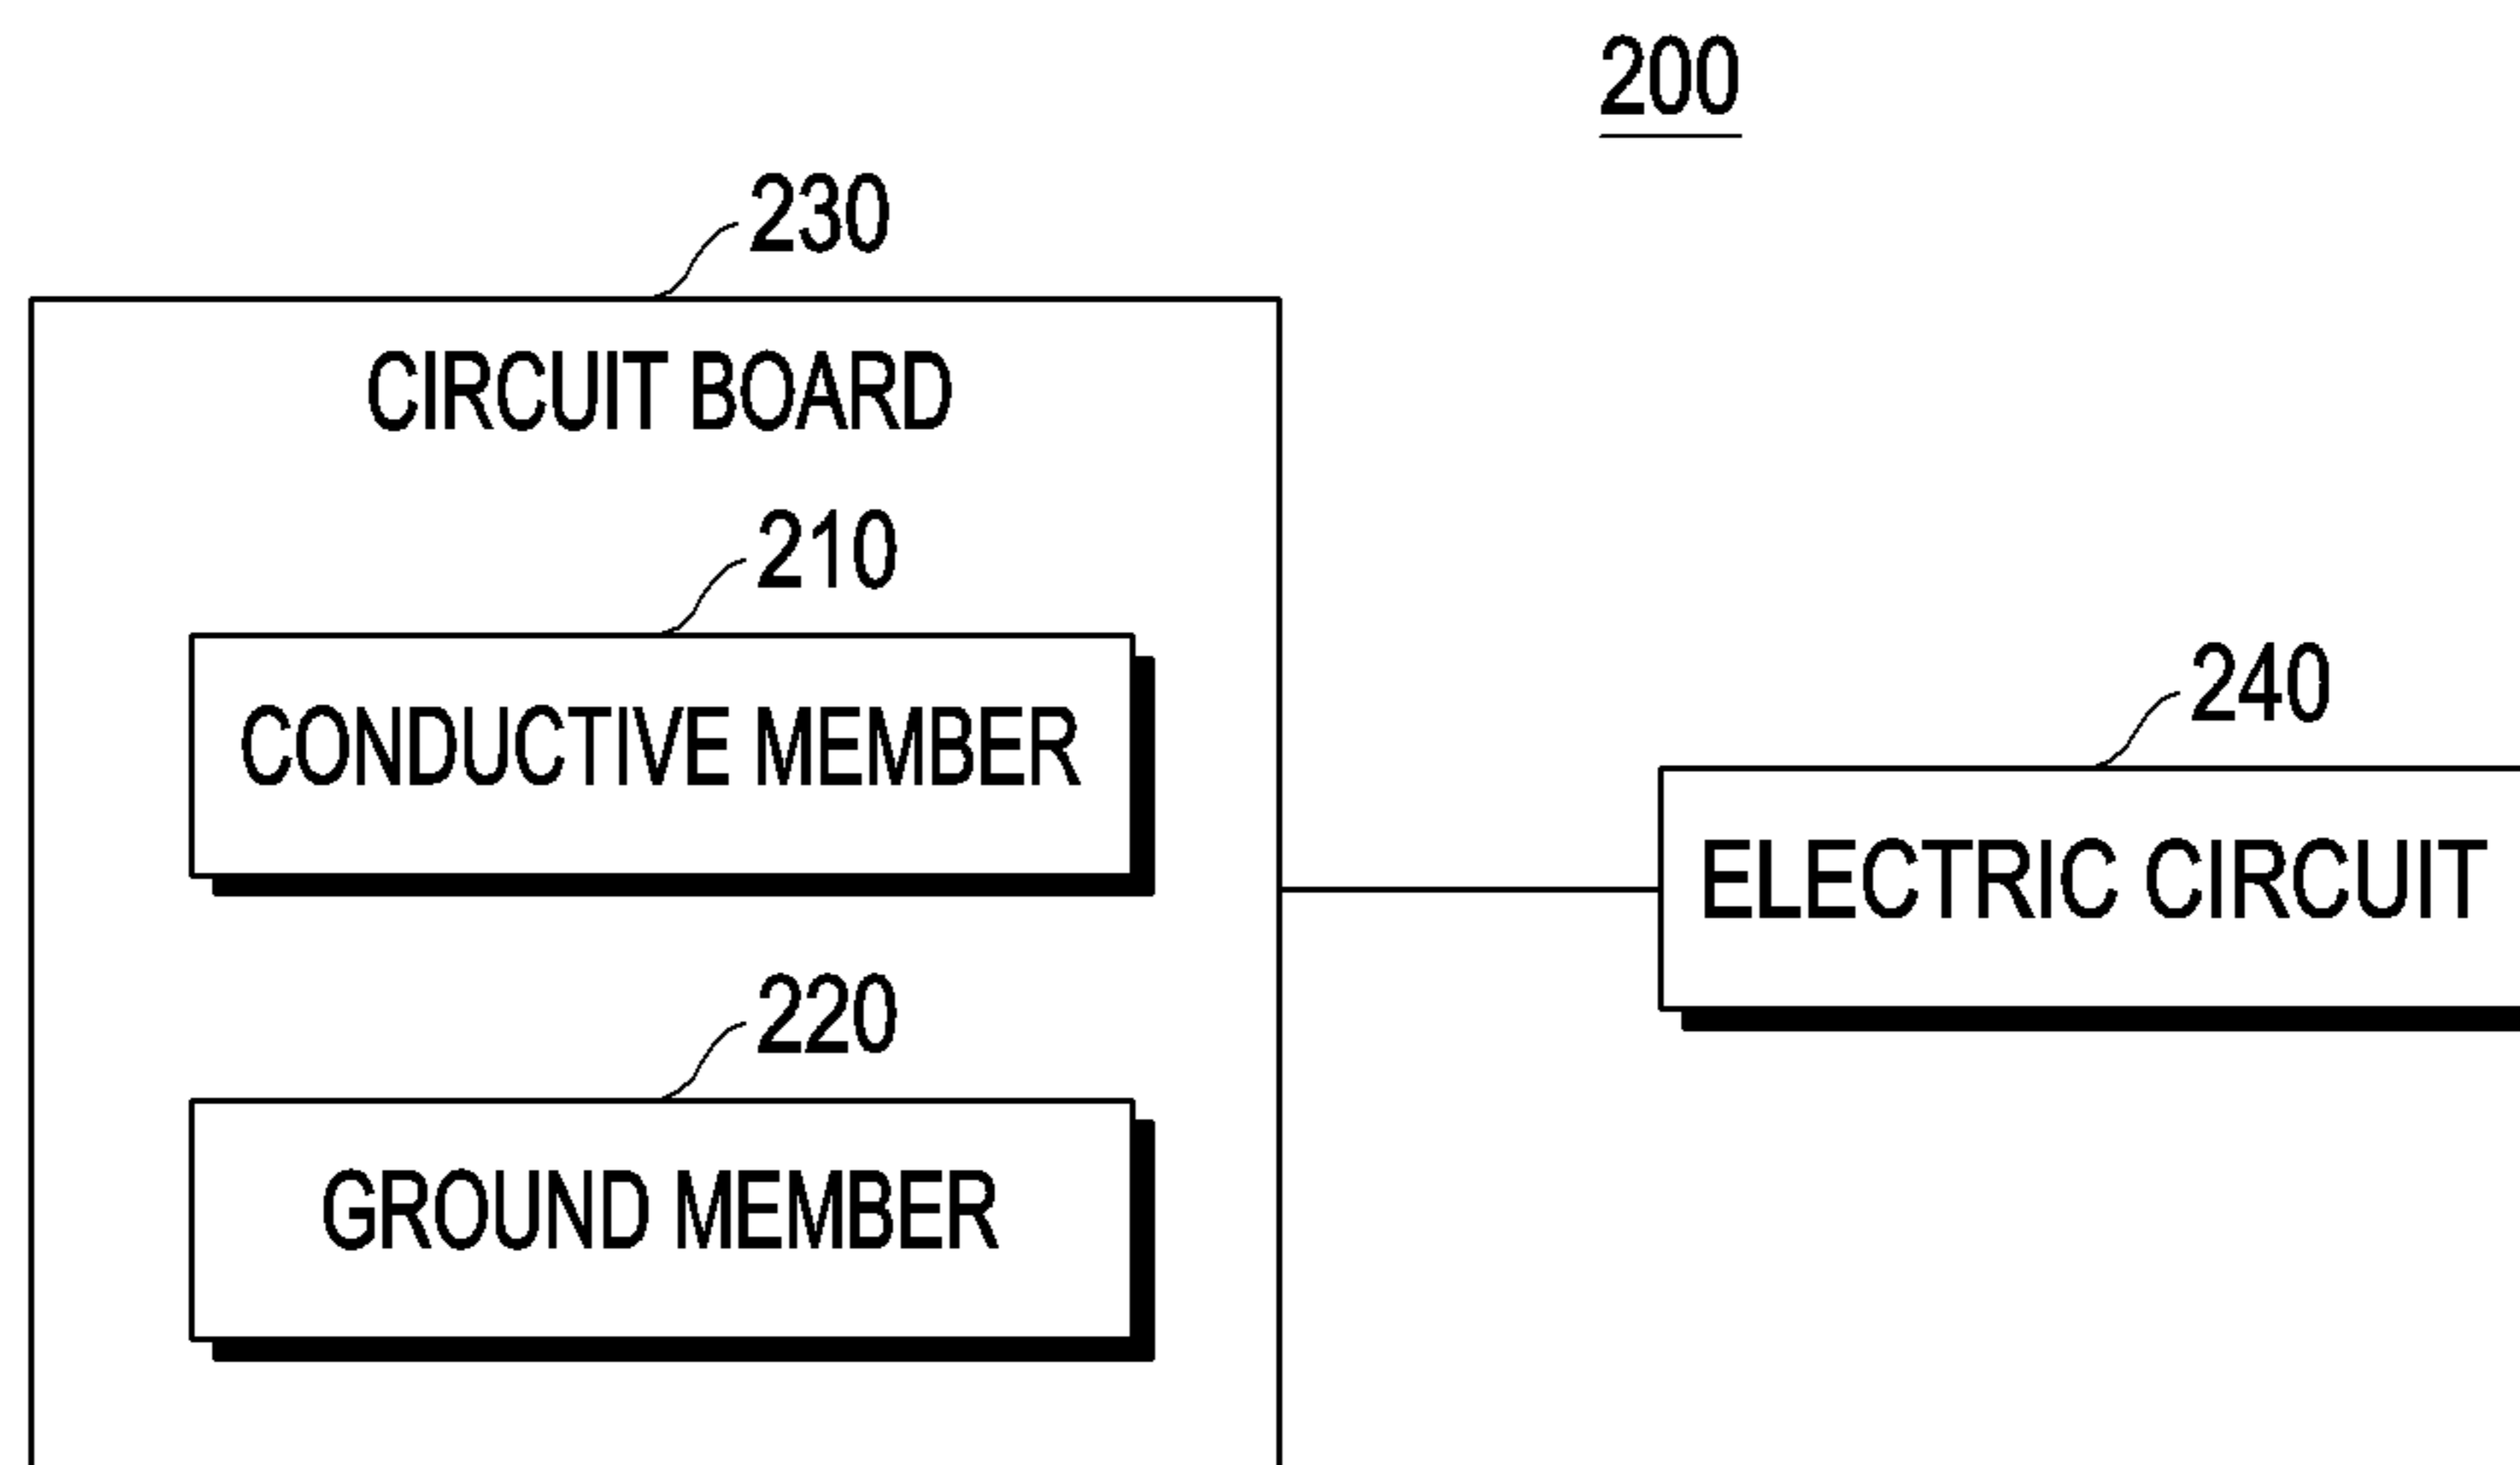 200
230
CIRCUIT BOARD
210
CONDUCTIVE MEMBER
240
ELECTRIC CIRCUIT
220
GROUND MEMBER